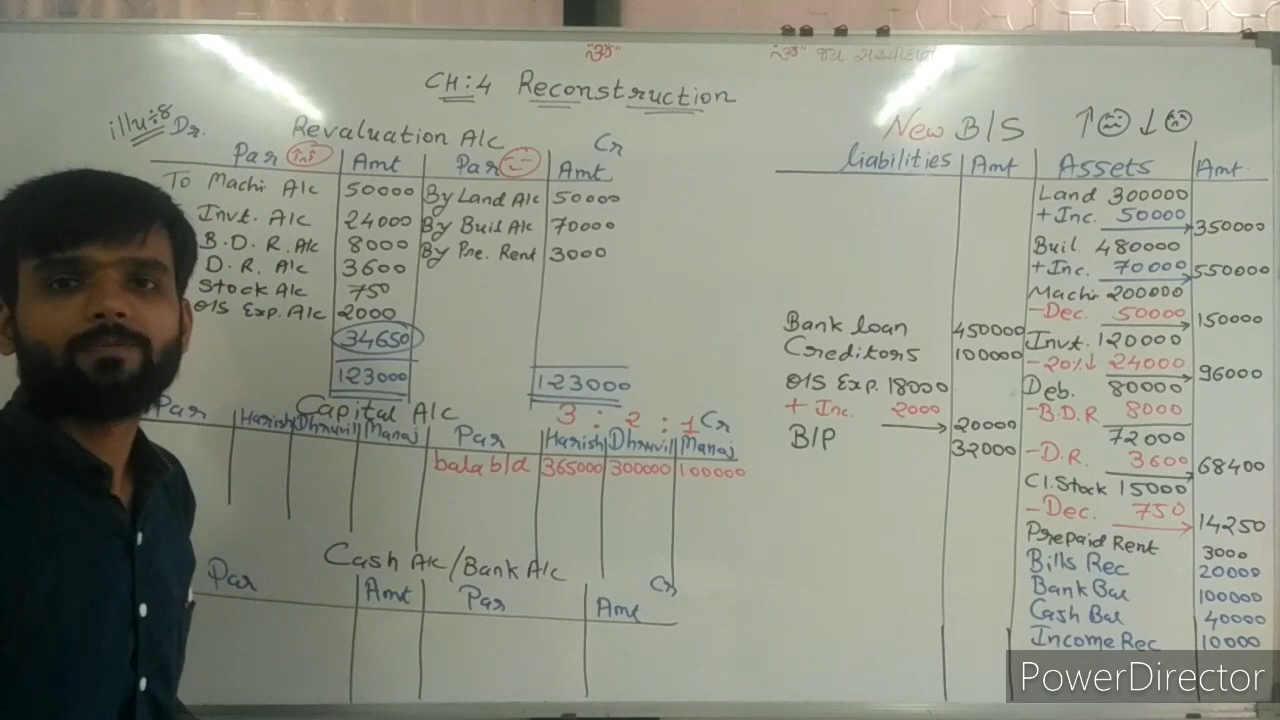 "ૐ"
"ૐ" જય
CH:4 Reconstruction
illu:8
Dr. Revaluation A/c Cr
Par Amt Par Amt
To Machi A/c 50000 By Land A/c 50000
Invt. A/c 24000 By Buil A/c 70000
B.D.R. A/c 8000 By Pre. Rent 3000
D.R. A/c 3600
Stock A/c 750
O/S Exp. A/c 2000
34650
123000 123000
Capital A/c 3 : 2 : 1 Cr
Par Harish Dhruvil Manoj Par Harish Dhruvil Manoj
bala b/d 365000 300000 100000
Cash A/c / Bank A/c Cr
Par Amt Par Amt
New B/S ↑ ↓
Liabilities Amt Assets Amt.
Land 300000
+ Inc. 50000 350000
Buil 480000
+ Inc. 70000 550000
Machi 200000
- Dec. 50000 150000
Bank loan 450000 Invt. 120000
Creditors 100000 - 20%↓ 24000 96000
O/S Exp. 18000 Deb. 80000
+ Inc. 2000 20000 - B.D.R 8000
B/P 32000 72000
- D.R. 3600 68400
Cl. Stock 15000
- Dec. 750 14250
Prepaid Rent 3000
Bills Rec 20000
Bank Bal 100000
Cash Bal 40000
Income Rec 10000
PowerDirector